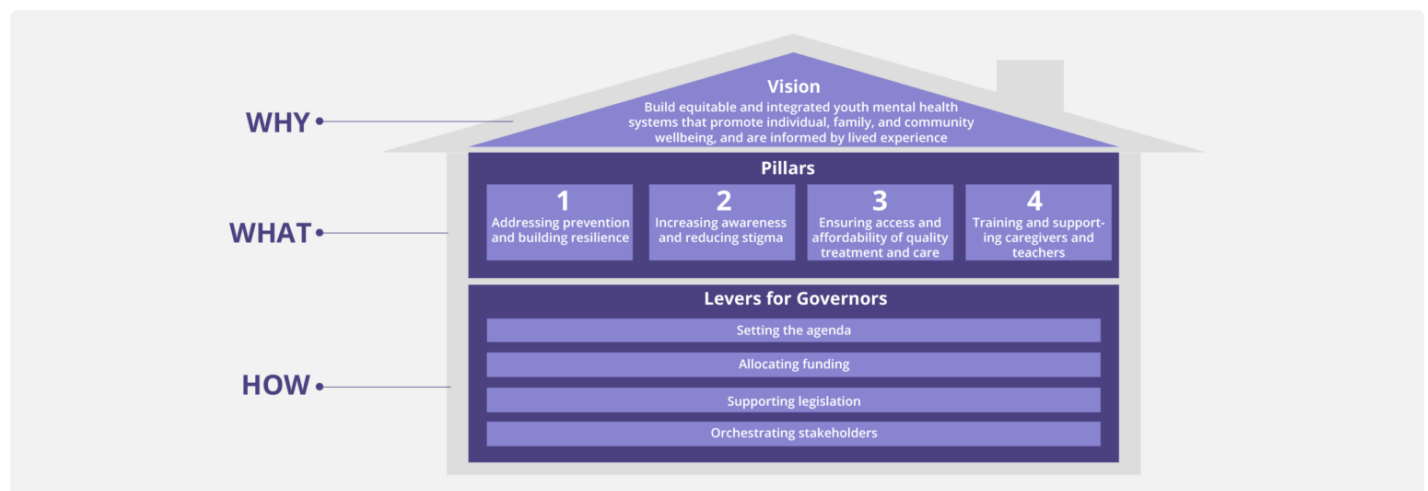 WHY
Vision
Build equitable and integrated youth mental health
systems that promote individual, family, and community
wellbeing, and are informed by lived experience
WHAT
Pillars
1
Addressing prevention
and building resilience
2
Increasing awareness
and reducing stigma
3
Ensuring access and
affordability of quality
treatment and care
4
Training and support-
ing caregivers and
teachers
HOW
Levers for Governors
Setting the agenda
Allocating funding
Supporting legislation
Orchestrating stakeholders